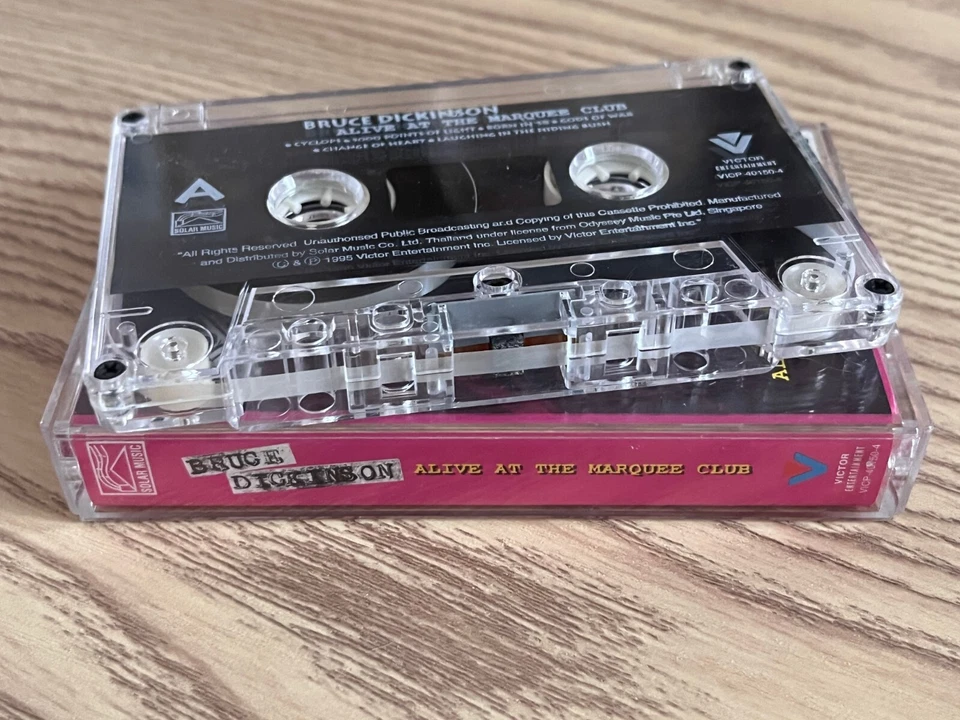 BRUCE DICKINSON
ALIVE AT THE MARQUEE CLUB
CYCLOPS • 1000 POINTS OF LIGHT • BORN IN '58 • GODS OF WAR
• CHANGE OF HEART • LAUGHING IN THE HIDING BUSH
A
SOLAR MUSIC
VICTOR
ENTERTAINMENT
VICP-40150-4
"All Rights Reserved Unauthorised Public Broadcasting and Copying of this Cassette Prohibited. Manufactured
and Distributed by Solar Music Co. Ltd. Thailand under license from Odyssey Music Pte Ltd. Singapore
© & ℗ 1995 Victor Entertainment Inc. Licensed by Victor Entertainment Inc."
SOLAR MUSIC
BRUCE
DICKINSON
ALIVE AT THE MARQUEE CLUB
VICTOR
ENTERTAINMENT
VICP-40150-4